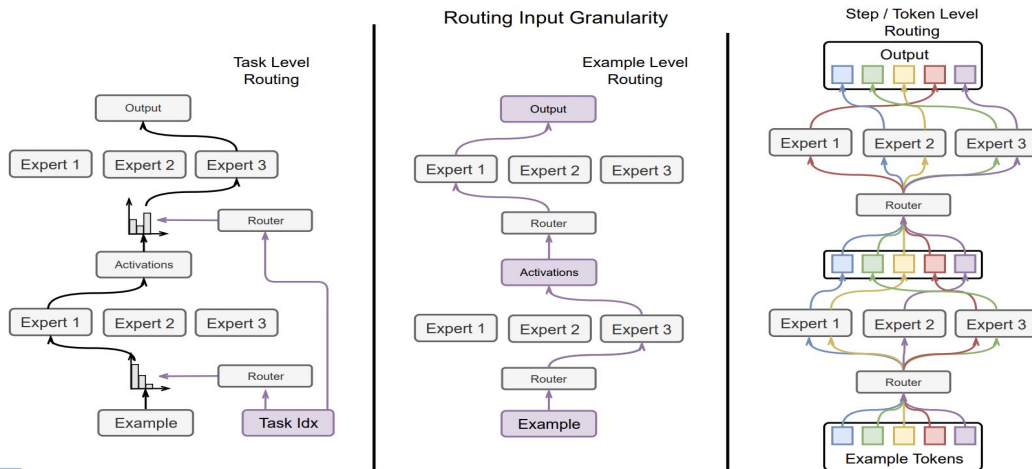 Routing Input Granularity
Task Level
Routing
Output
Expert 1
Expert 2
Expert 3
Router
Activations
Expert 1
Expert 2
Expert 3
Router
Example
Task Idx
Example Level
Routing
Output
Expert 1
Expert 2
Expert 3
Router
Activations
Expert 1
Expert 2
Expert 3
Router
Example
Step / Token Level
Routing
Output
Expert 1
Expert 2
Expert 3
Router
Expert 1
Expert 2
Expert 3
Router
Example Tokens